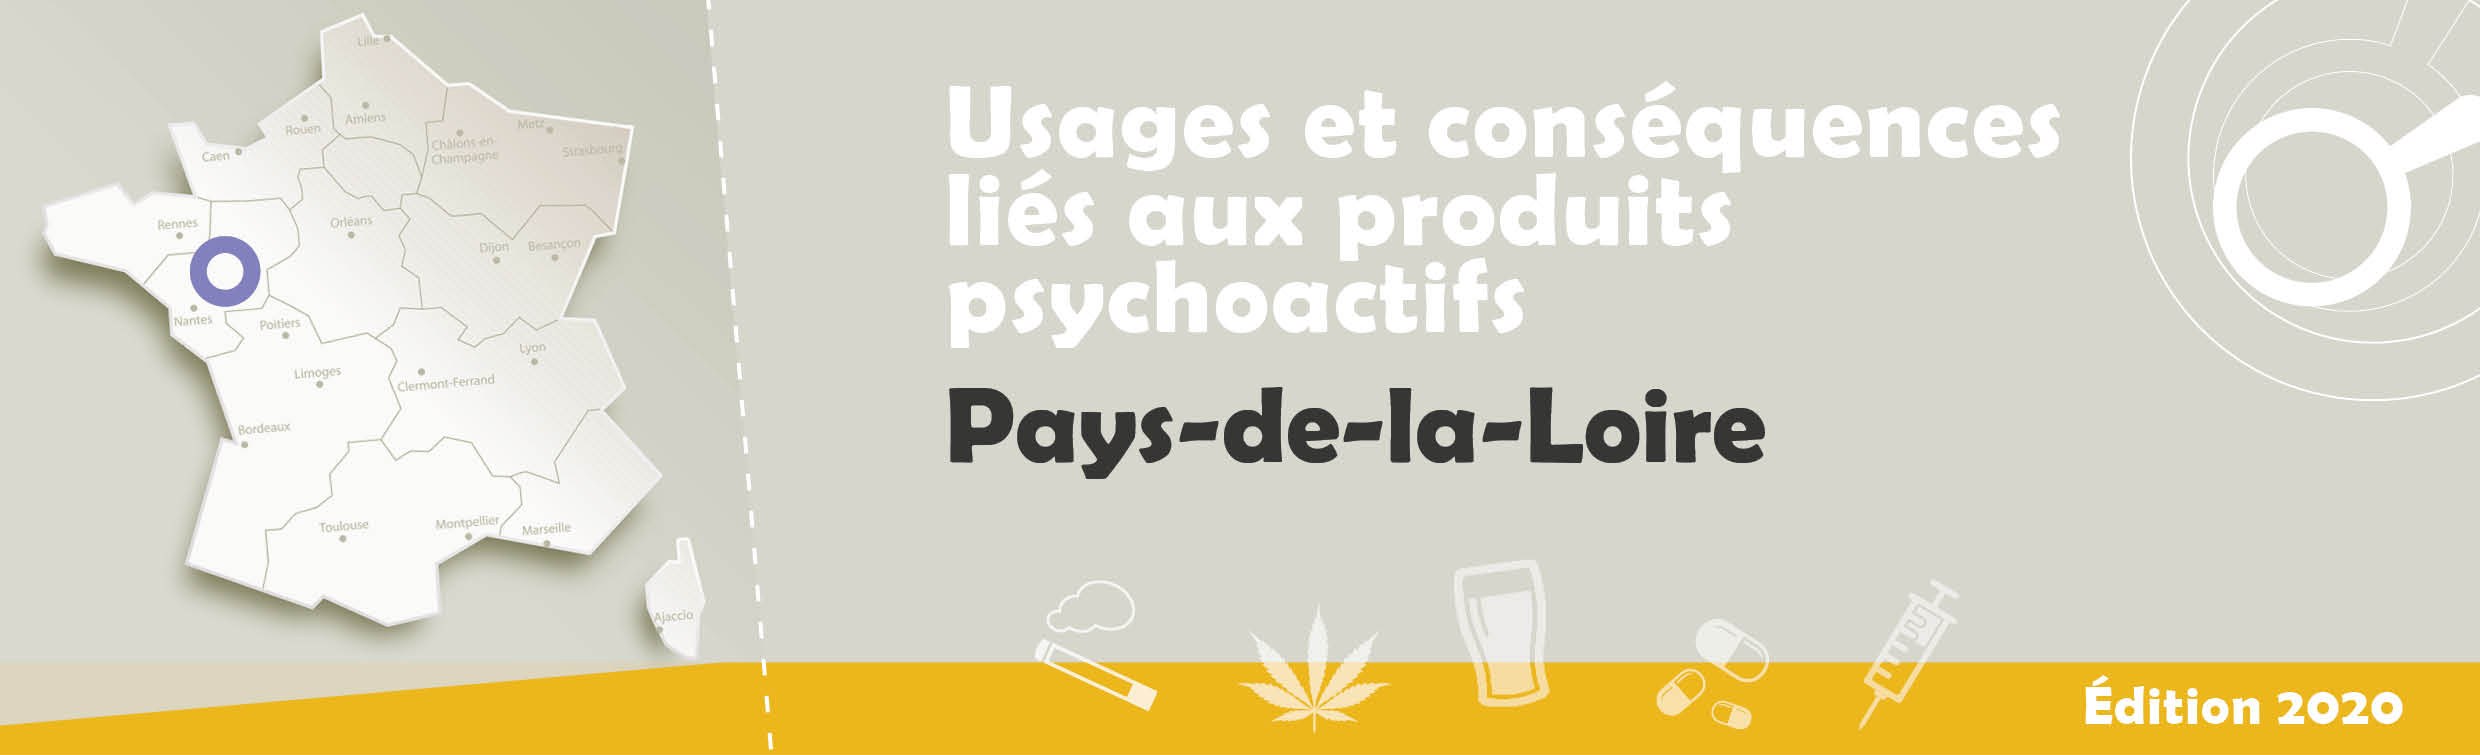 Lille
Amiens
Rouen
Caen
Châlons-en-
Champagne
Metz
Strasbourg
Rennes
Orléans
Dijon
Besançon
Nantes
Poitiers
Limoges
Clermont-Ferrand
Lyon
Bordeaux
Toulouse
Montpellier
Marseille
Ajaccio
Usages et conséquences
liés aux produits
psychoactifs
Pays-de-la-Loire
Édition 2020